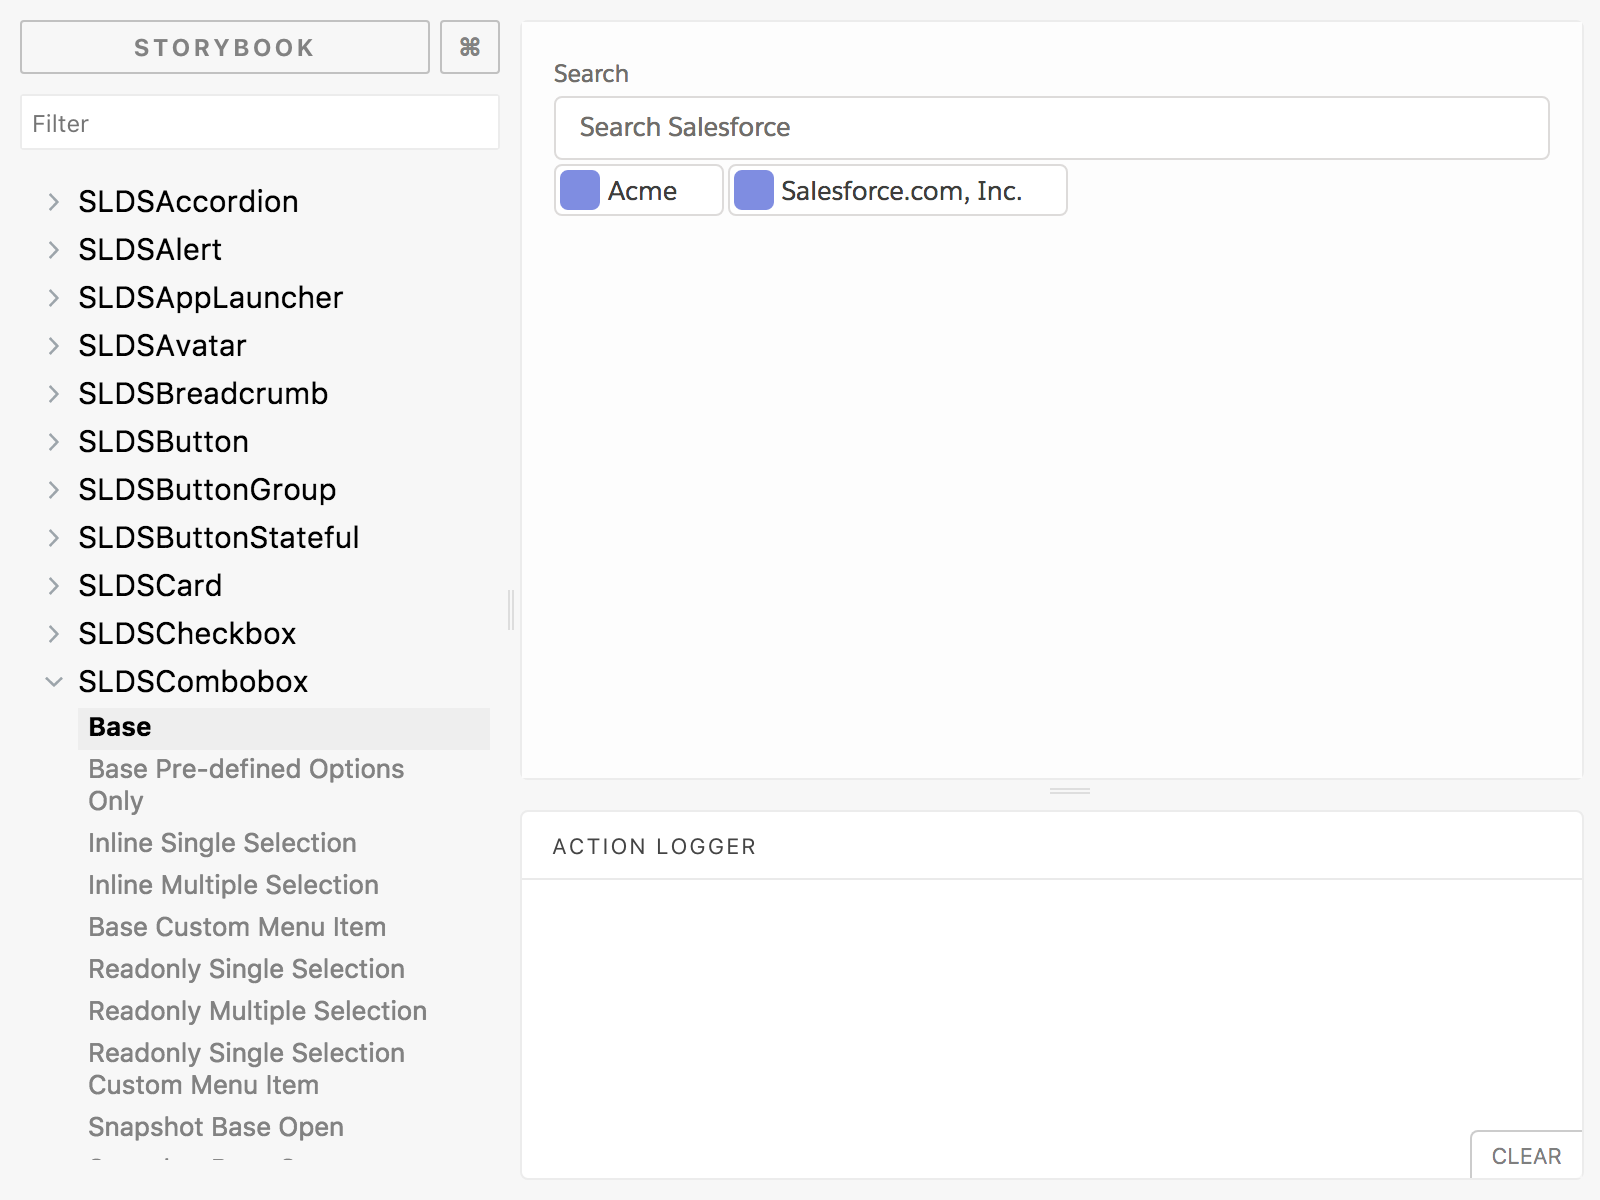 STORYBOOK
⌘
Filter
SLDSAccordion
SLDSAlert
SLDSAppLauncher
SLDSAvatar
SLDSBreadcrumb
SLDSButton
SLDSButtonGroup
SLDSButtonStateful
SLDSCard
SLDSCheckbox
SLDSCombobox
Base
Base Pre-defined Options
Only
Inline Single Selection
Inline Multiple Selection
Base Custom Menu Item
Readonly Single Selection
Readonly Multiple Selection
Readonly Single Selection
Custom Menu Item
Snapshot Base Open
Search
Search Salesforce
Acme
Salesforce.com, Inc.
ACTION LOGGER
CLEAR